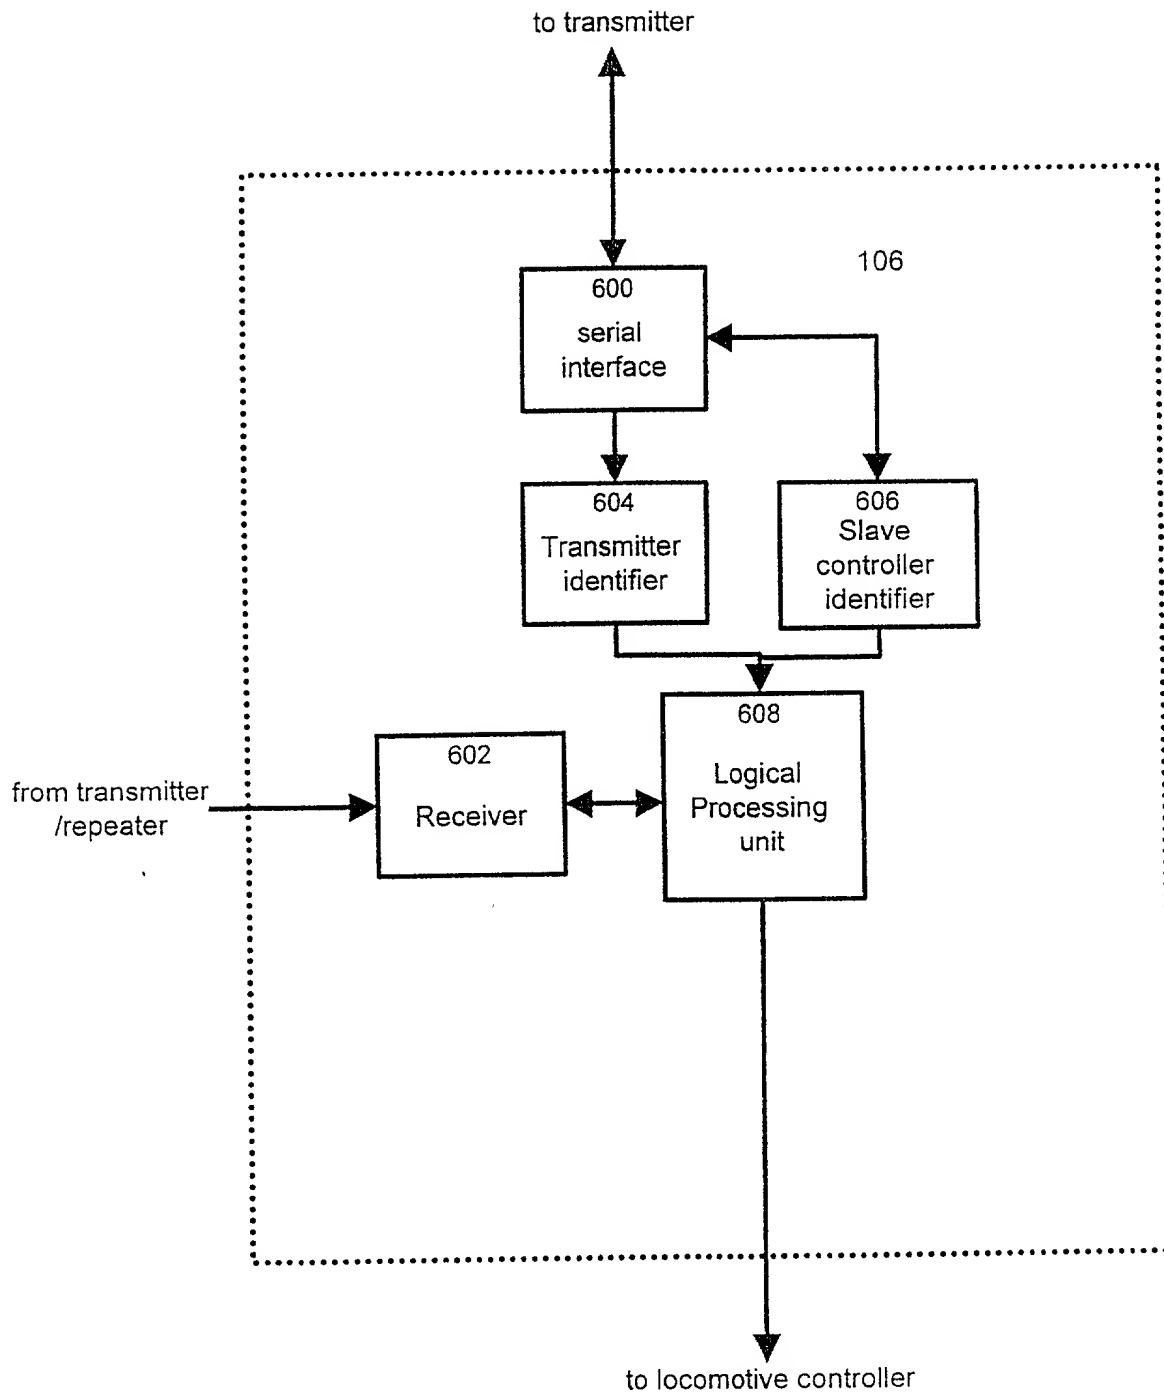 to transmitter
106
600
serial
interface
604
Transmitter
identifier
606
Slave
controller
identifier
608
Logical
Processing
unit
602
Receiver
from transmitter
/repeater
to locomotive controller